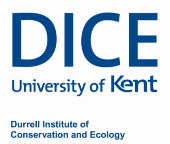 DICE
University of Kent
Durrell Institute of
Conservation and Ecology